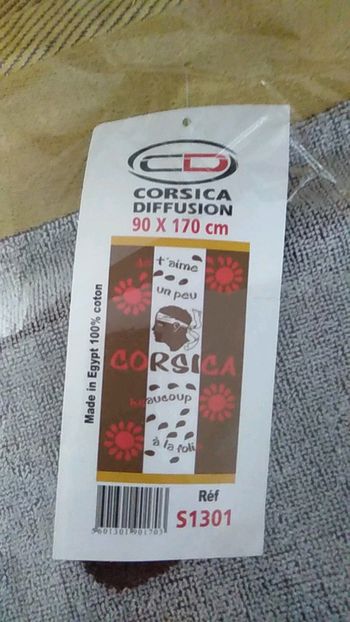 CD
CORSICA
DIFFUSION
90 X 170 cm
t'aime
un peu
CORSICA
beaucoup
à la folie
Made in Egypt 100% coton
Réf
S1301